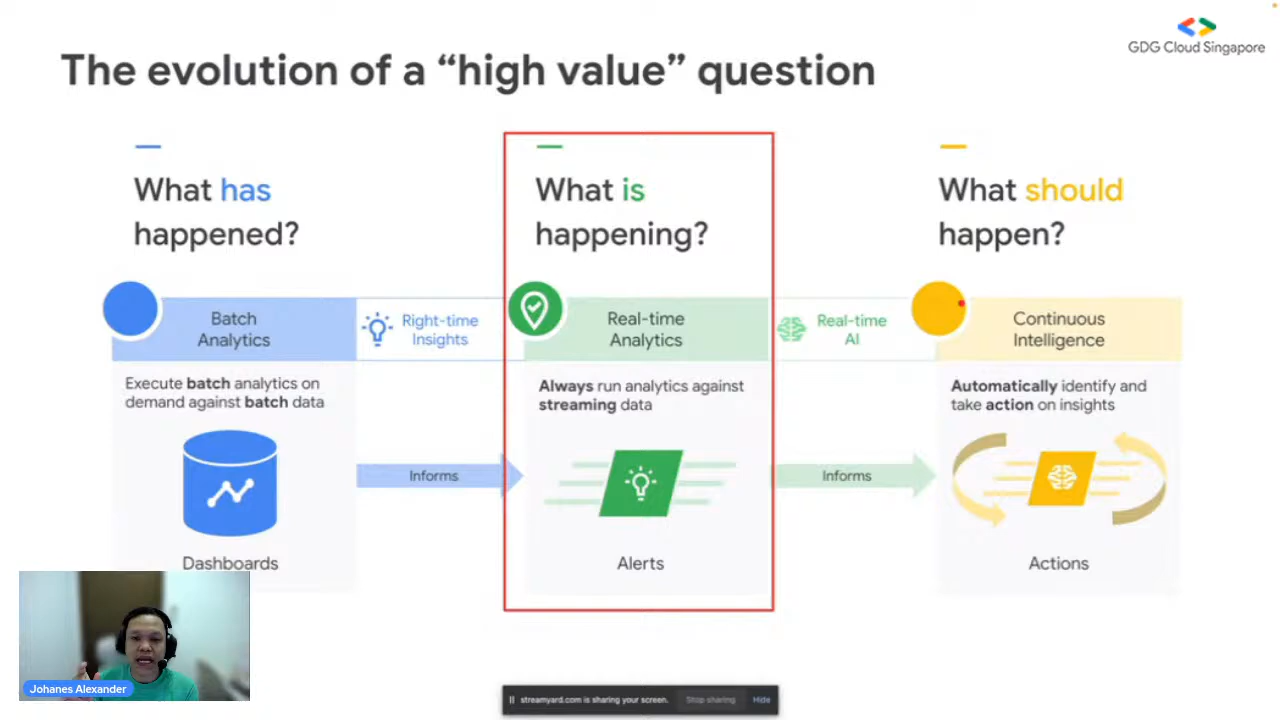 GDG Cloud Singapore
The evolution of a “high value” question
What has
happened?
Batch
Analytics
Execute batch analytics on
demand against batch data
Dashboards
Right-time
Insights
Informs
What is
happening?
Real-time
Analytics
Always run analytics against
streaming data
Alerts
Real-time
AI
Informs
What should
happen?
Continuous
Intelligence
Automatically identify and
take action on insights
Actions
Johanes Alexander
streamyard.com is sharing your screen.
Stop sharing
Hide